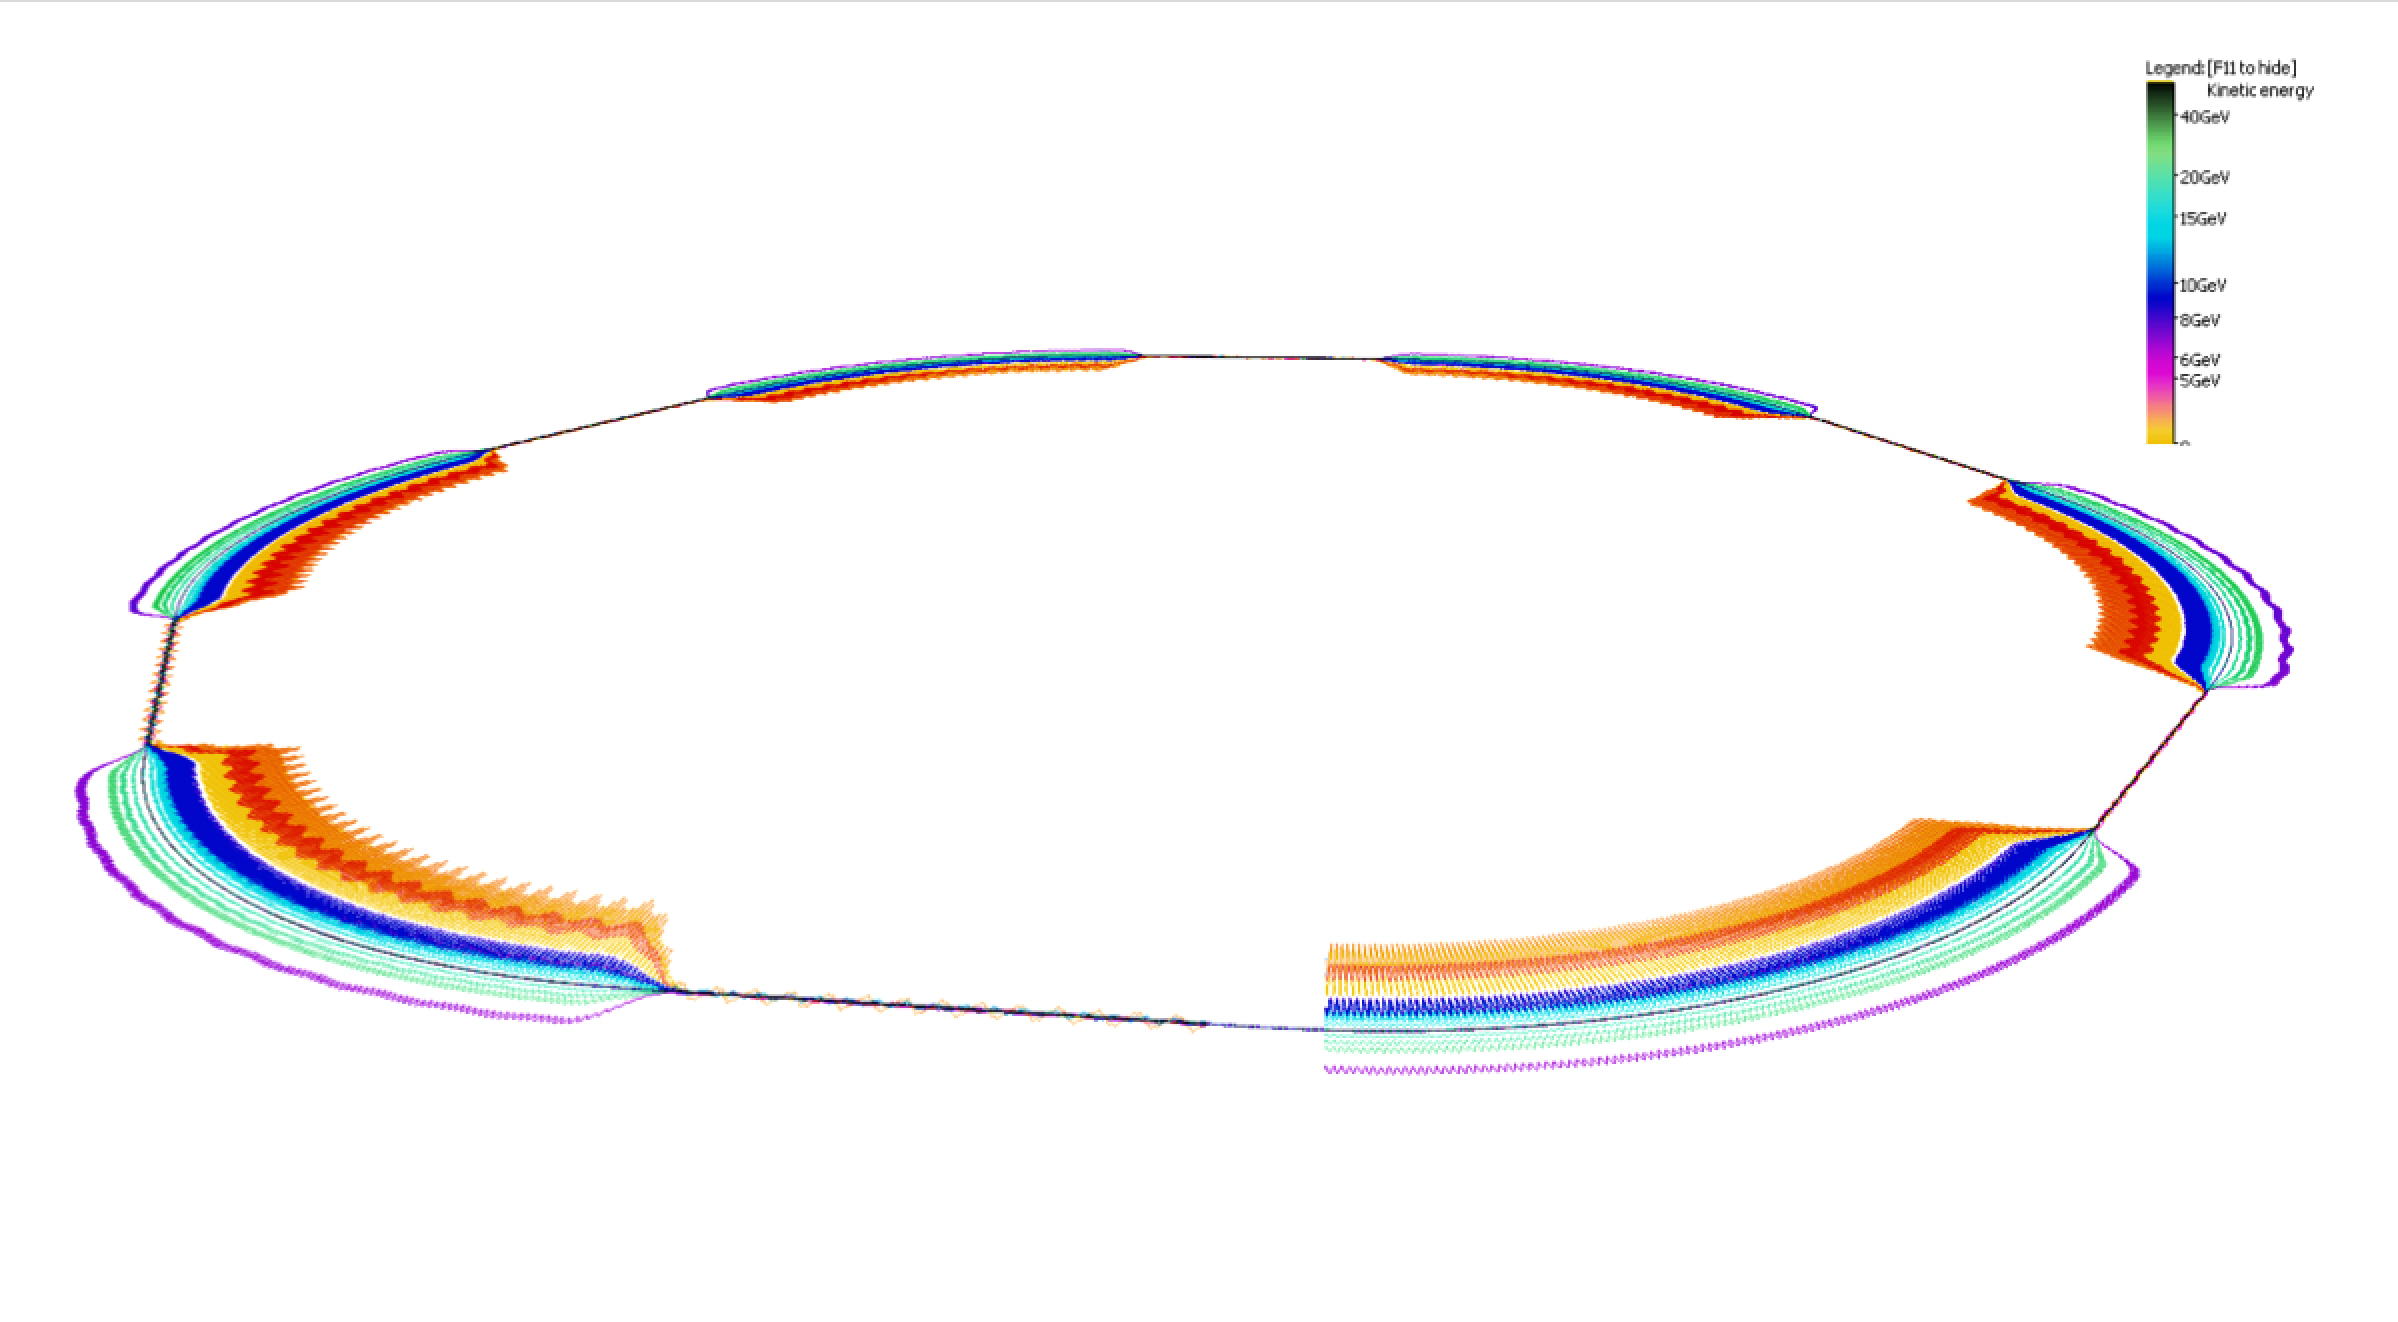 Legend: [F11 to hide]
Kinetic energy
40GeV
20GeV
15GeV
10GeV
8GeV
6GeV
5GeV